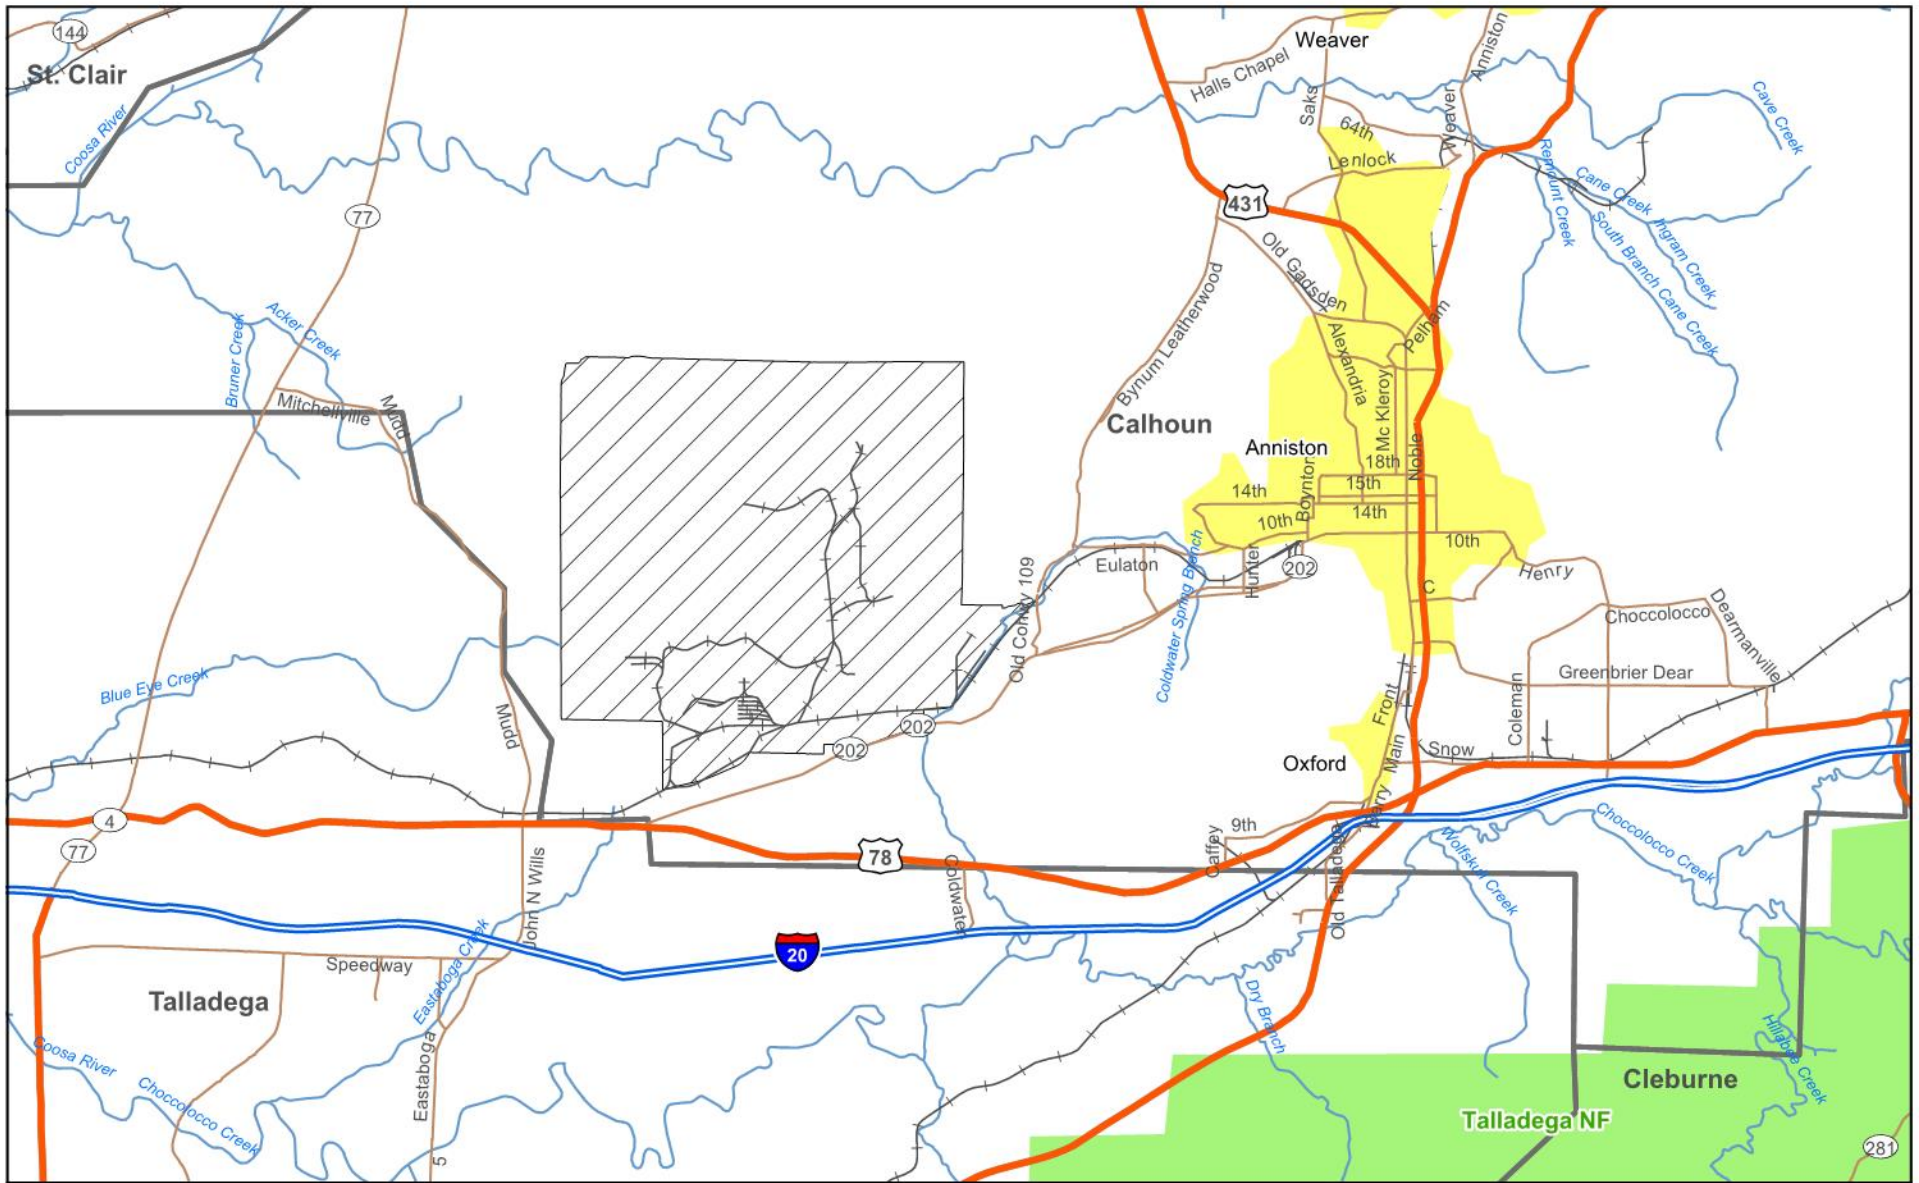 144
St. Clair
Coosa River
77
Weaver
Halls Chapel
Saks
Anniston
Weaver
64th
Lenlock
Cave Creek
Remount Creek
Cane Creek
Ingram Creek
South Branch Cane Creek
431
Old Gadsden
Bynum Leatherwood
Pelham
Alexandria
Mc Kleroy
Acker Creek
Bruner Creek
Mitchellville
Mudd
Calhoun
Anniston
18th
Noble
Boynton
15th
14th
14th
10th
10th
Henry
Hunter
202
Eulaton
Coldwater Spring Branch
Old County 109
C
Choccolocco
Dearmanville
Greenbrier Dear
Coleman
Blue Eye Creek
Mudd
202
202
Front
Main
Snow
Oxford
Barry
4
77
78
9th
Caffey
Coldwater
Old Talladega
Wolfskull Creek
Choccolocco Creek
John N Wills
Eastaboga Creek
20
Speedway
Talladega
Dry Branch
Hillabee Creek
Coosa River
Choccolocco Creek
Eastaboga
5
Cleburne
Talladega NF
281